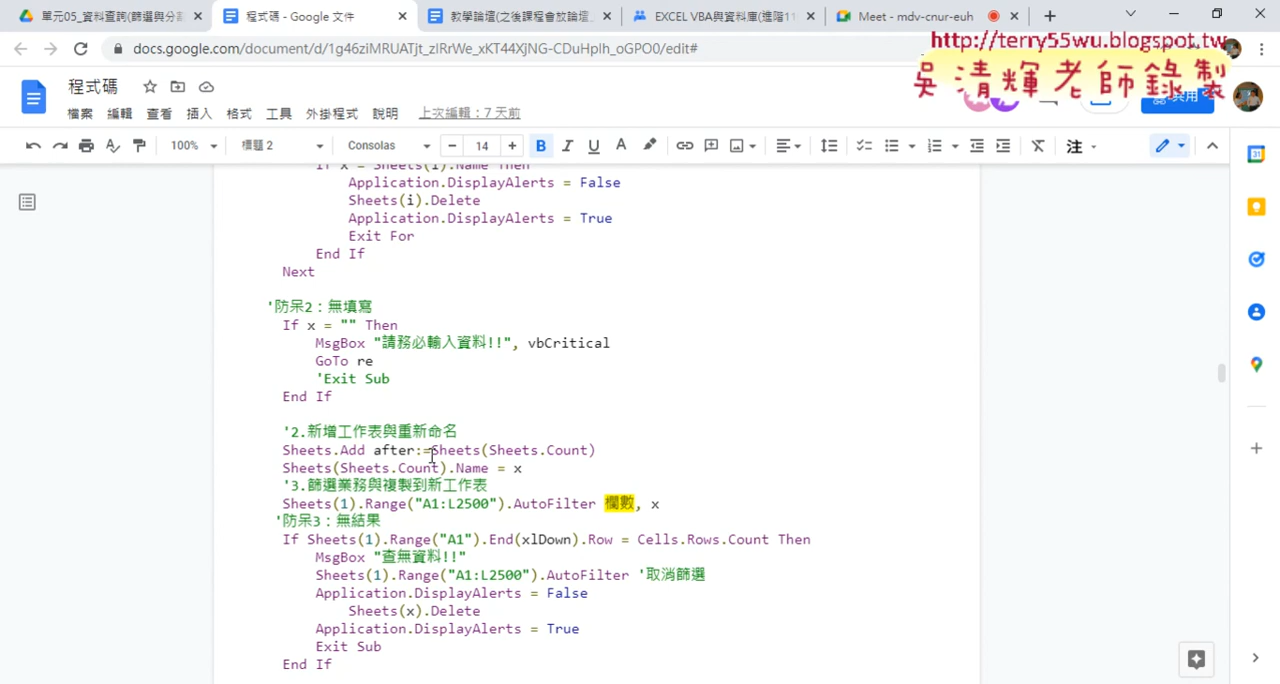 單元05_資料查詢(篩選與分割
程式碼 - Google 文件
教學論壇(之後課程會放論壇_
EXCEL VBA與資料庫(進階11
Meet - mdv-cnur-euh
docs.google.com/document/d/1g46ziMRUATjt_zlRrWe_xKT44XjNG-CDuHplh_oGPO0/edit#
http://terry55wu.blogspot.tw
吳清輝老師錄製
程式碼
共用
檔案 編輯 查看 插入 格式 工具 外掛程式 說明 上次編輯：7 天前
100% 標題 2 Consolas 14 B I U A 注
If x = Sheets(i).Name Then
Application.DisplayAlerts = False
Sheets(i).Delete
Application.DisplayAlerts = True
Exit For
End If
Next
'防呆2：無填寫
If x = "" Then
MsgBox "請務必輸入資料!!", vbCritical
GoTo re
'Exit Sub
End If
'2.新增工作表與重新命名
Sheets.Add after:=Sheets(Sheets.Count)
Sheets(Sheets.Count).Name = x
'3.篩選業務與複製到新工作表
Sheets(1).Range("A1:L2500").AutoFilter 欄數, x
'防呆3：無結果
If Sheets(1).Range("A1").End(xlDown).Row = Cells.Rows.Count Then
MsgBox "查無資料!!"
Sheets(1).Range("A1:L2500").AutoFilter '取消篩選
Application.DisplayAlerts = False
Sheets(x).Delete
Application.DisplayAlerts = True
Exit Sub
End If